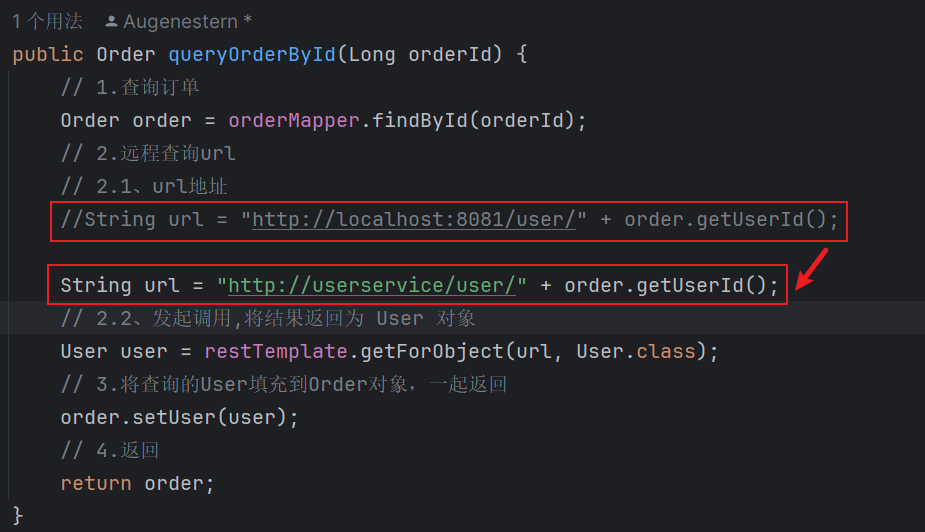 1 个用法 Augenestern *
public Order queryOrderById(Long orderId) {
// 1.查询订单
Order order = orderMapper.findById(orderId);
// 2.远程查询url
// 2.1、url地址
//String url = "http://localhost:8081/user/" + order.getUserId();
String url = "http://userservice/user/" + order.getUserId();
// 2.2、发起调用,将结果返回为 User 对象
User user = restTemplate.getForObject(url, User.class);
// 3.将查询的User填充到Order对象，一起返回
order.setUser(user);
// 4.返回
return order;
}